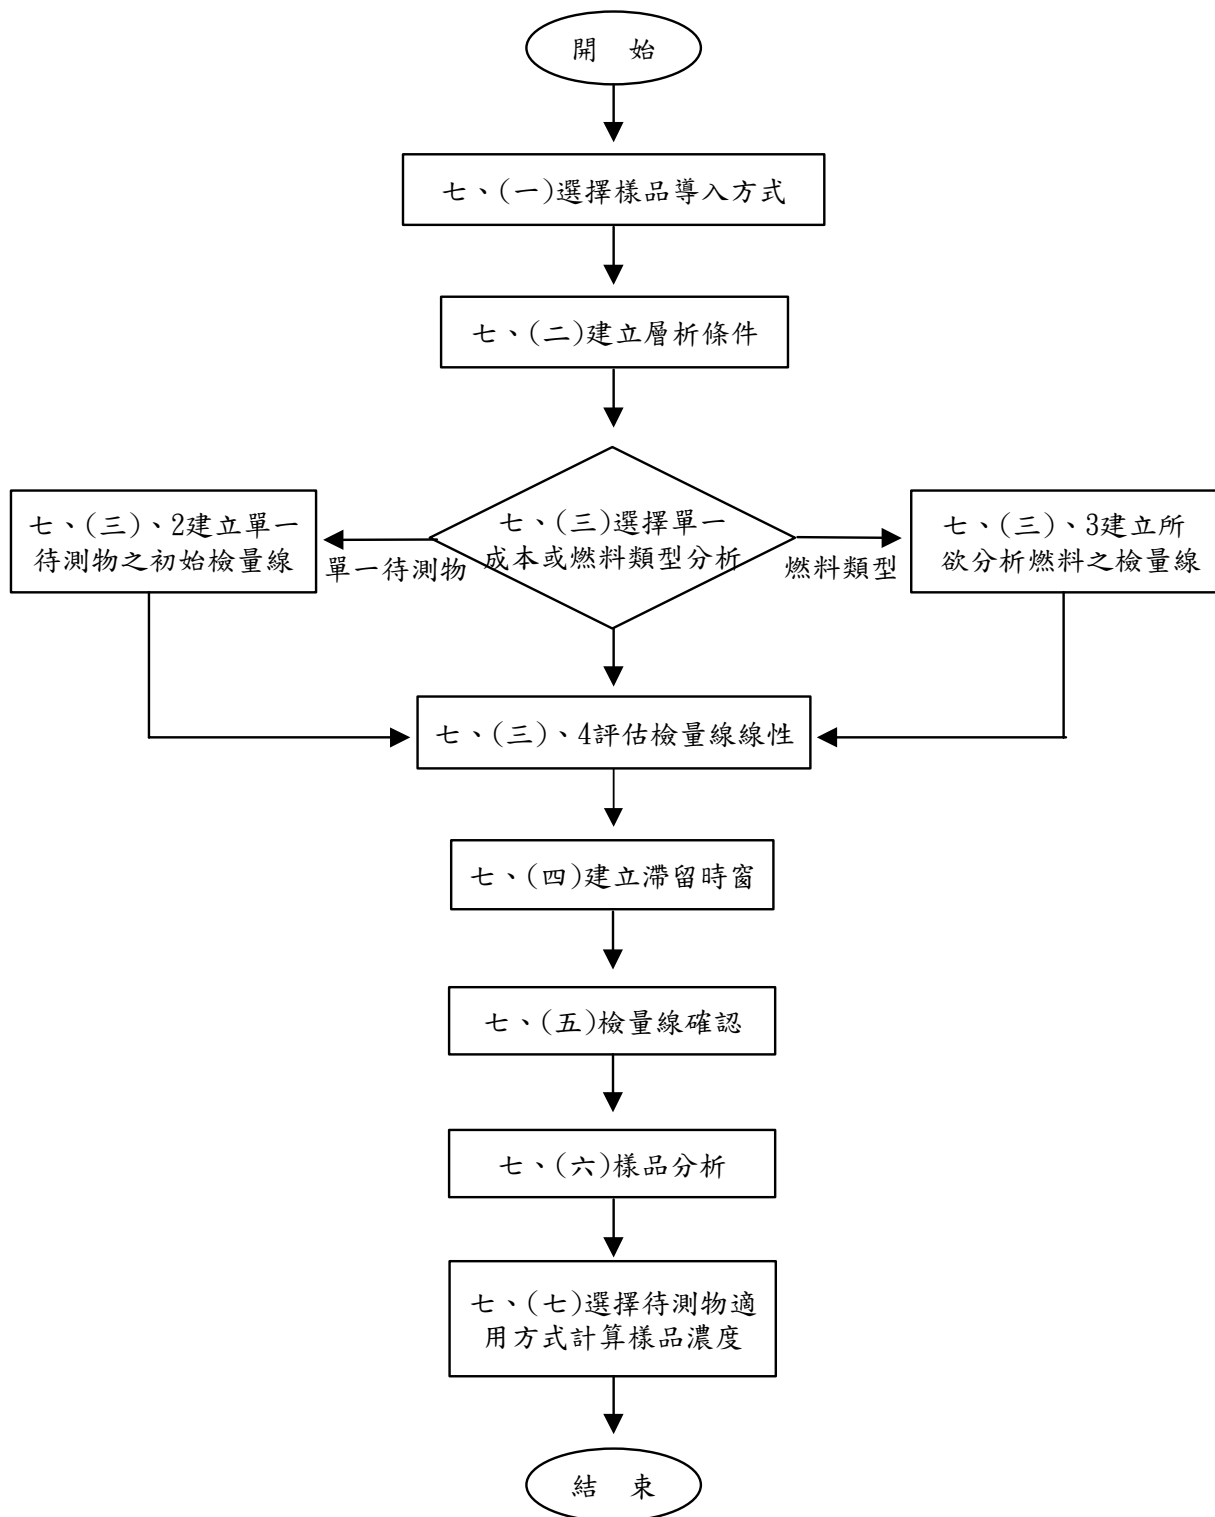 開 始
七、(一)選擇樣品導入方式
七、(二)建立層析條件
七、(三)選擇單一
成本或燃料類型分析
七、(三)、2建立單一
待測物之初始檢量線
單一待測物
燃料類型
七、(三)、3建立所
欲分析燃料之檢量線
七、(三)、4評估檢量線線性
七、(四)建立滯留時窗
七、(五)檢量線確認
七、(六)樣品分析
七、(七)選擇待測物適
用方式計算樣品濃度
結 束